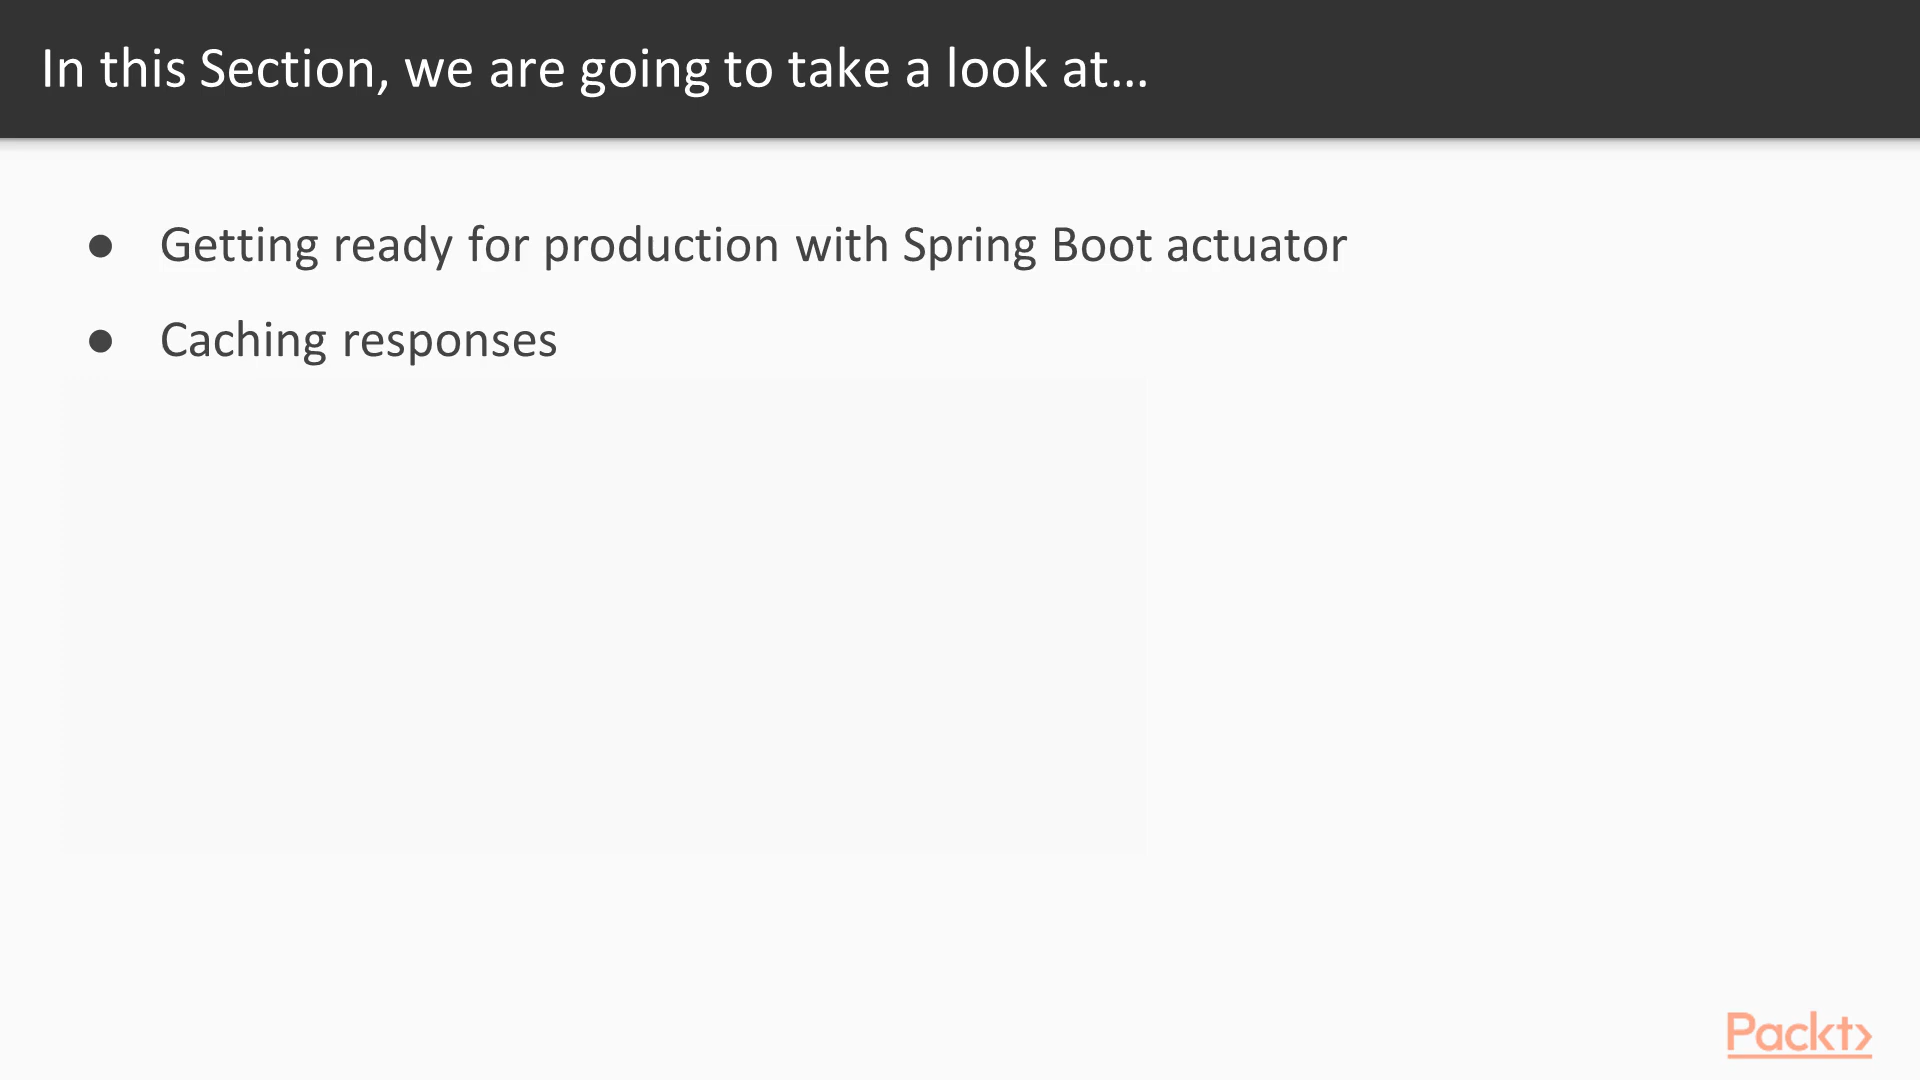 In this Section, we are going to take a look at…
● Getting ready for production with Spring Boot actuator
● Caching responses
Packt>